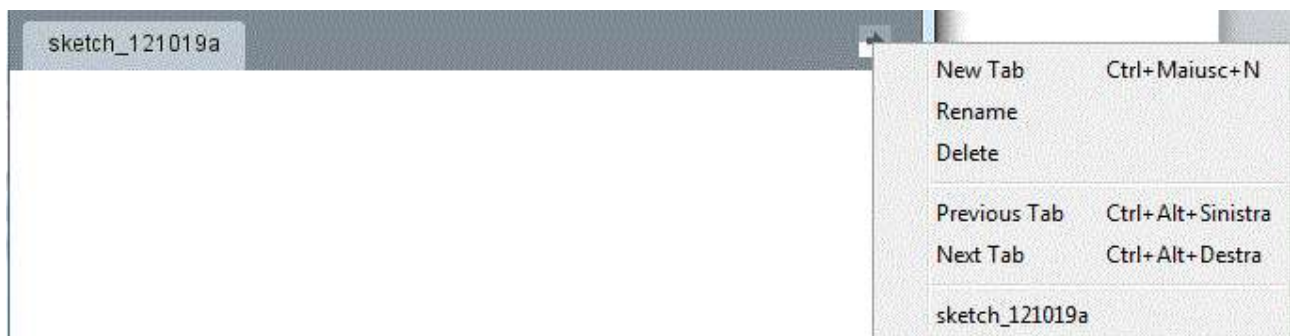 sketch_121019a
New Tab Ctrl+Maiusc+N
Rename
Delete
Previous Tab Ctrl+Alt+Sinistra
Next Tab Ctrl+Alt+Destra
sketch_121019a